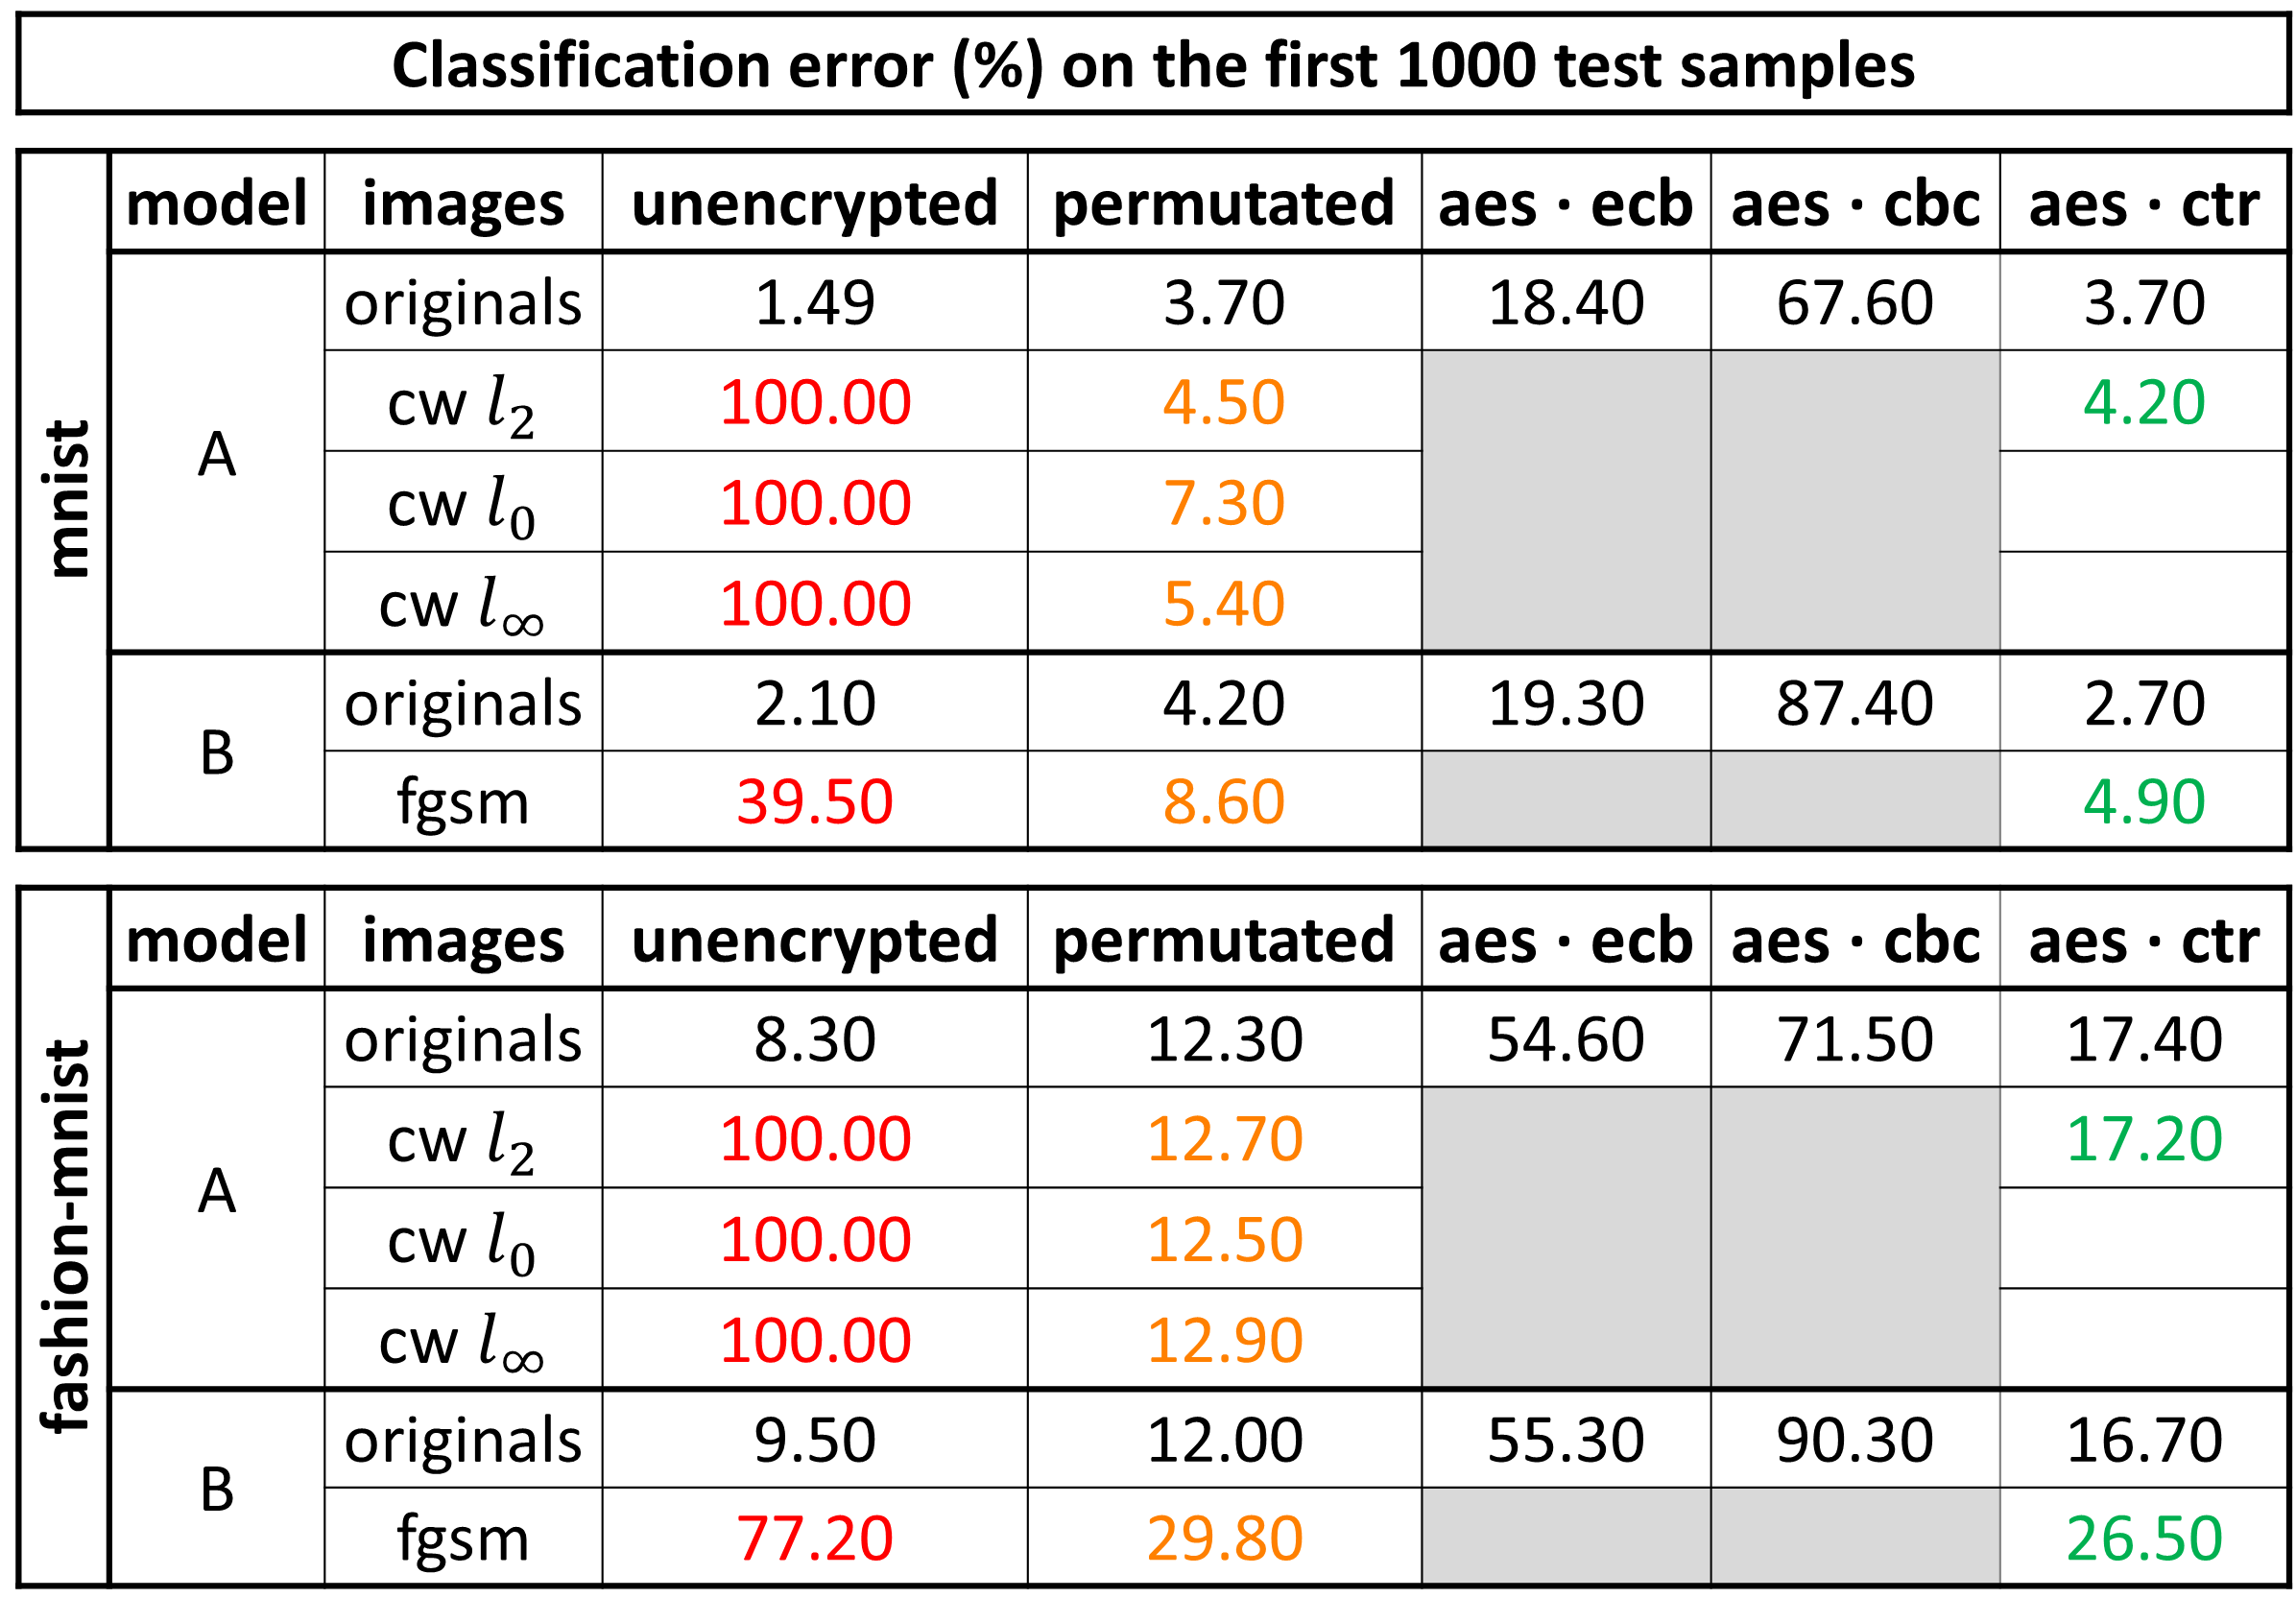 Classification error (%) on the first 1000 test samples
mnist
model images unencrypted permutated aes · ecb aes · cbc aes · ctr
A
originals 1.49 3.70 18.40 67.60 3.70
cw l₂ 100.00 4.50 4.20
cw l₀ 100.00 7.30
cw l∞ 100.00 5.40
B
originals 2.10 4.20 19.30 87.40 2.70
fgsm 39.50 8.60 4.90
fashion-mnist
model images unencrypted permutated aes · ecb aes · cbc aes · ctr
A
originals 8.30 12.30 54.60 71.50 17.40
cw l₂ 100.00 12.70 17.20
cw l₀ 100.00 12.50
cw l∞ 100.00 12.90
B
originals 9.50 12.00 55.30 90.30 16.70
fgsm 77.20 29.80 26.50